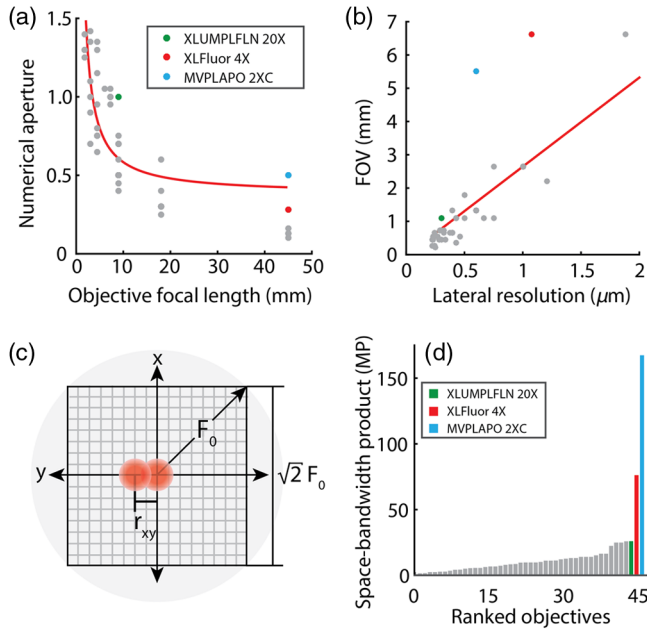 (a)
XLUMPLFLN 20X
XLFluor 4X
MVPLAPO 2XC
1.5
1.0
0.5
0
Numerical aperture
0 10 20 30 40 50
Objective focal length (mm)
(b)
7
6
5
4
3
2
1
0
FOV (mm)
0 0.5 1 1.5 2
Lateral resolution (μm)
(c)
x
y
F0
rxy
√2 F0
(d)
Space-bandwidth product (MP)
150
100
50
0
XLUMPLFLN 20X
XLFluor 4X
MVPLAPO 2XC
0 15 30 45
Ranked objectives